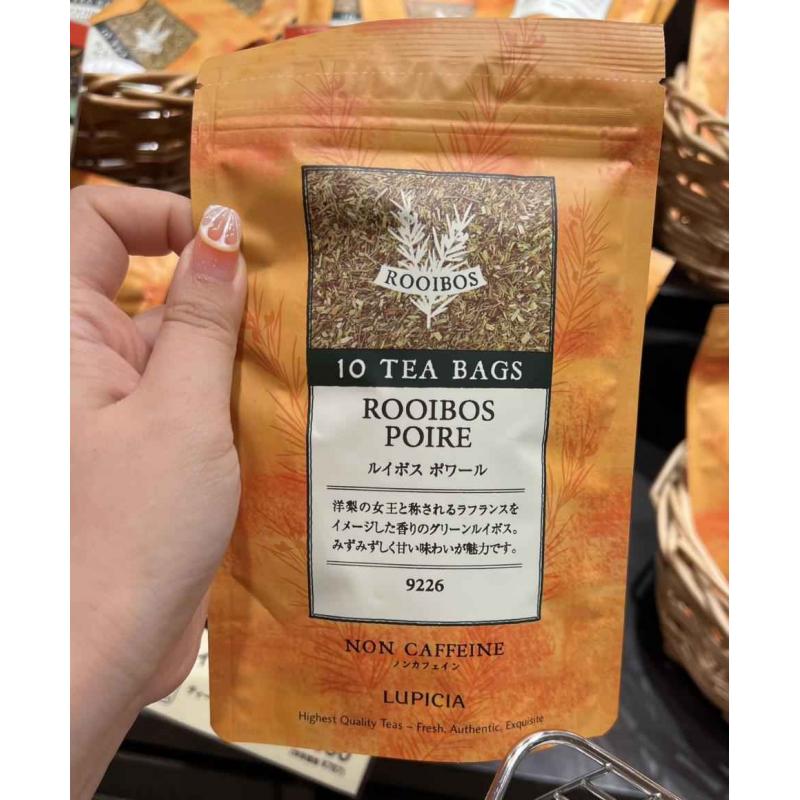 ROOIBOS
10 TEA BAGS
ROOIBOS
POIRE
ルイボス ポワール
洋梨の女王と称されるラフランスを
イメージした香りのグリーンルイボス。
みずみずしく甘い味わいが魅力です。
9226
NON CAFFEINE
ノンカフェイン
LUPICIA
Highest Quality Teas – Fresh, Authentic, Exquisite